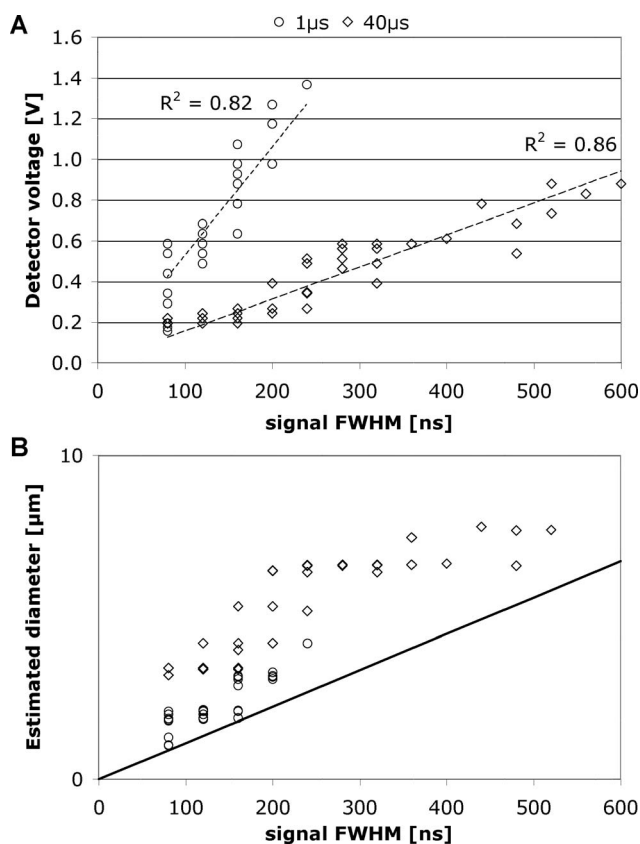 A
1µs
40µs
1.6
1.4
1.2
1.0
0.8
0.6
0.4
0.2
0.0
Detector voltage [V]
R² = 0.82
R² = 0.86
0
100
200
300
400
500
600
signal FWHM [ns]
B
10
0
Estimated diameter [µm]
0
100
200
300
400
500
600
signal FWHM [ns]